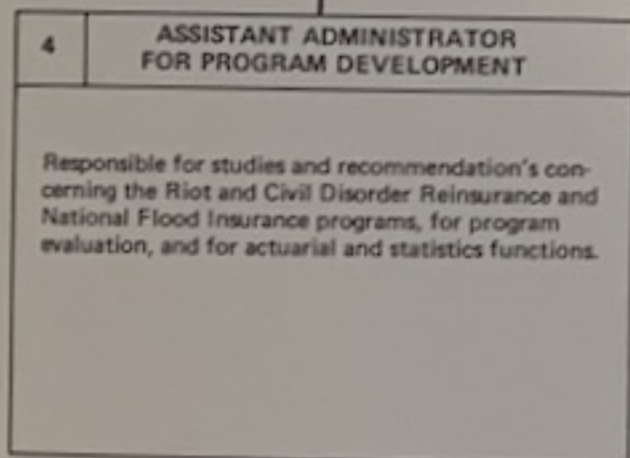 4
ASSISTANT ADMINISTRATOR
FOR PROGRAM DEVELOPMENT
Responsible for studies and recommendation's con-
cerning the Riot and Civil Disorder Reinsurance and
National Flood Insurance programs, for program
evaluation, and for actuarial and statistics functions.